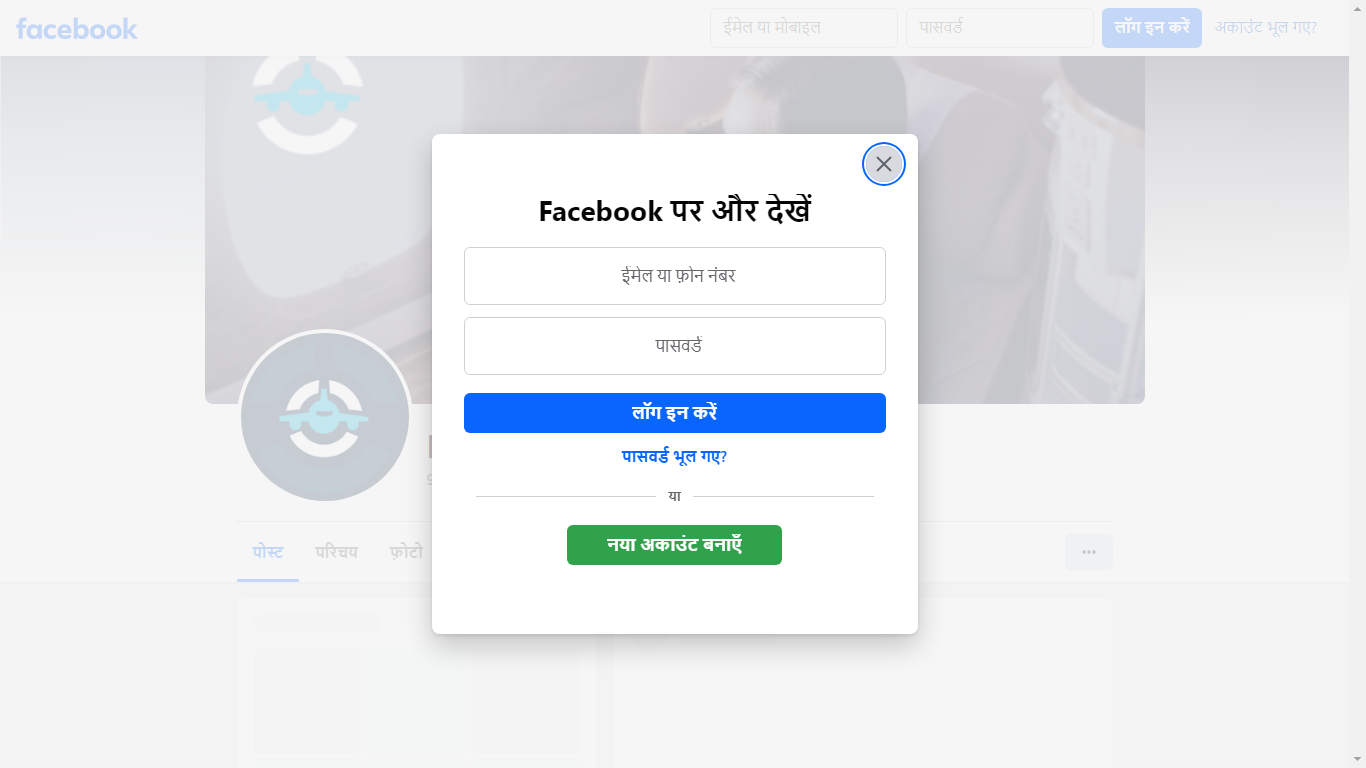 facebook
ईमेल या मोबाइल
पासवर्ड
लॉग इन करें
अकाउंट भूल गए?
Facebook पर और देखें
ईमेल या फ़ोन नंबर
पासवर्ड
लॉग इन करें
पासवर्ड भूल गए?
या
नया अकाउंट बनाएँ
पोस्ट
परिचय
फ़ोटो